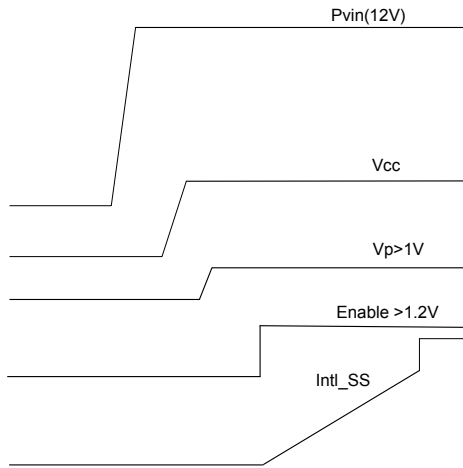 Pvin(12V)
Vcc
Vp>1V
Enable >1.2V
Intl_SS